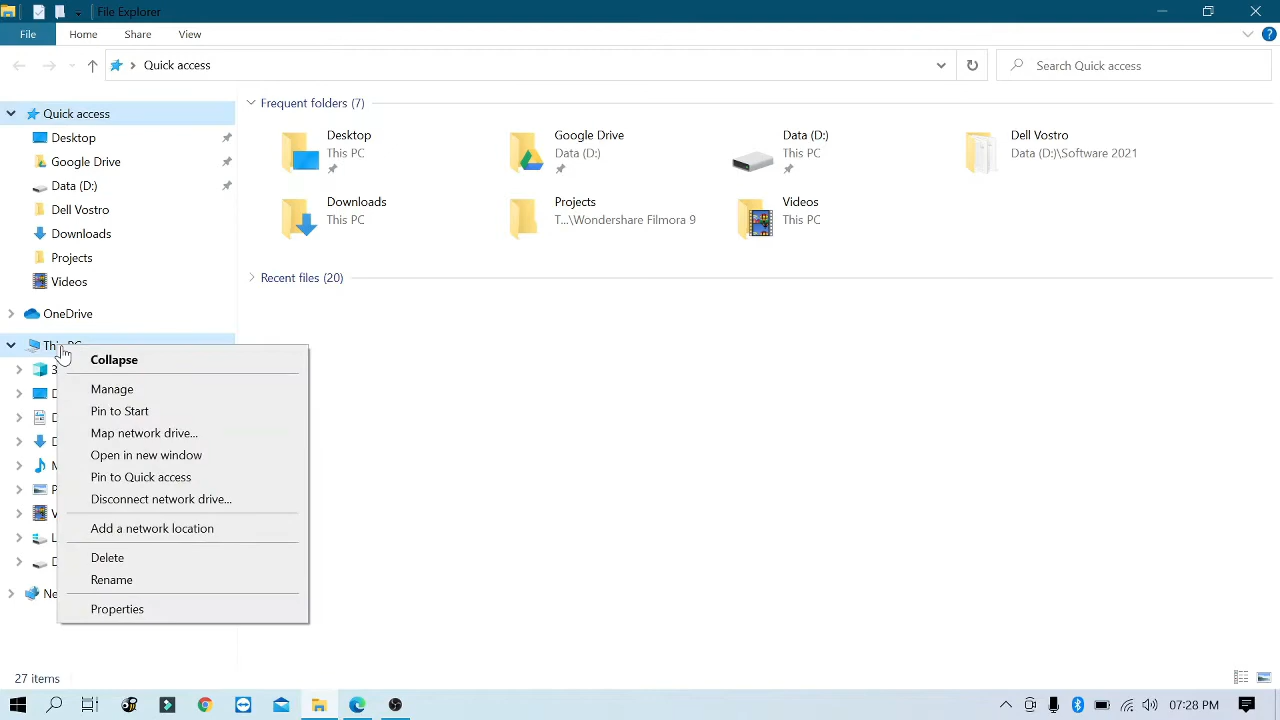 File Explorer
File
Home
Share
View
Quick access
Search Quick access
Quick access
Desktop
Google Drive
Data (D:)
Dell Vostro
Downloads
Projects
Videos
OneDrive
Frequent folders (7)
Desktop
This PC
Google Drive
Data (D:)
Data (D:)
This PC
Dell Vostro
Data (D:)\Software 2021
Downloads
This PC
Projects
T...\Wondershare Filmora 9
Videos
This PC
Recent files (20)
Collapse
Manage
Pin to Start
Map network drive...
Open in new window
Pin to Quick access
Disconnect network drive...
Add a network location
Delete
Rename
Properties
27 items
07:28 PM